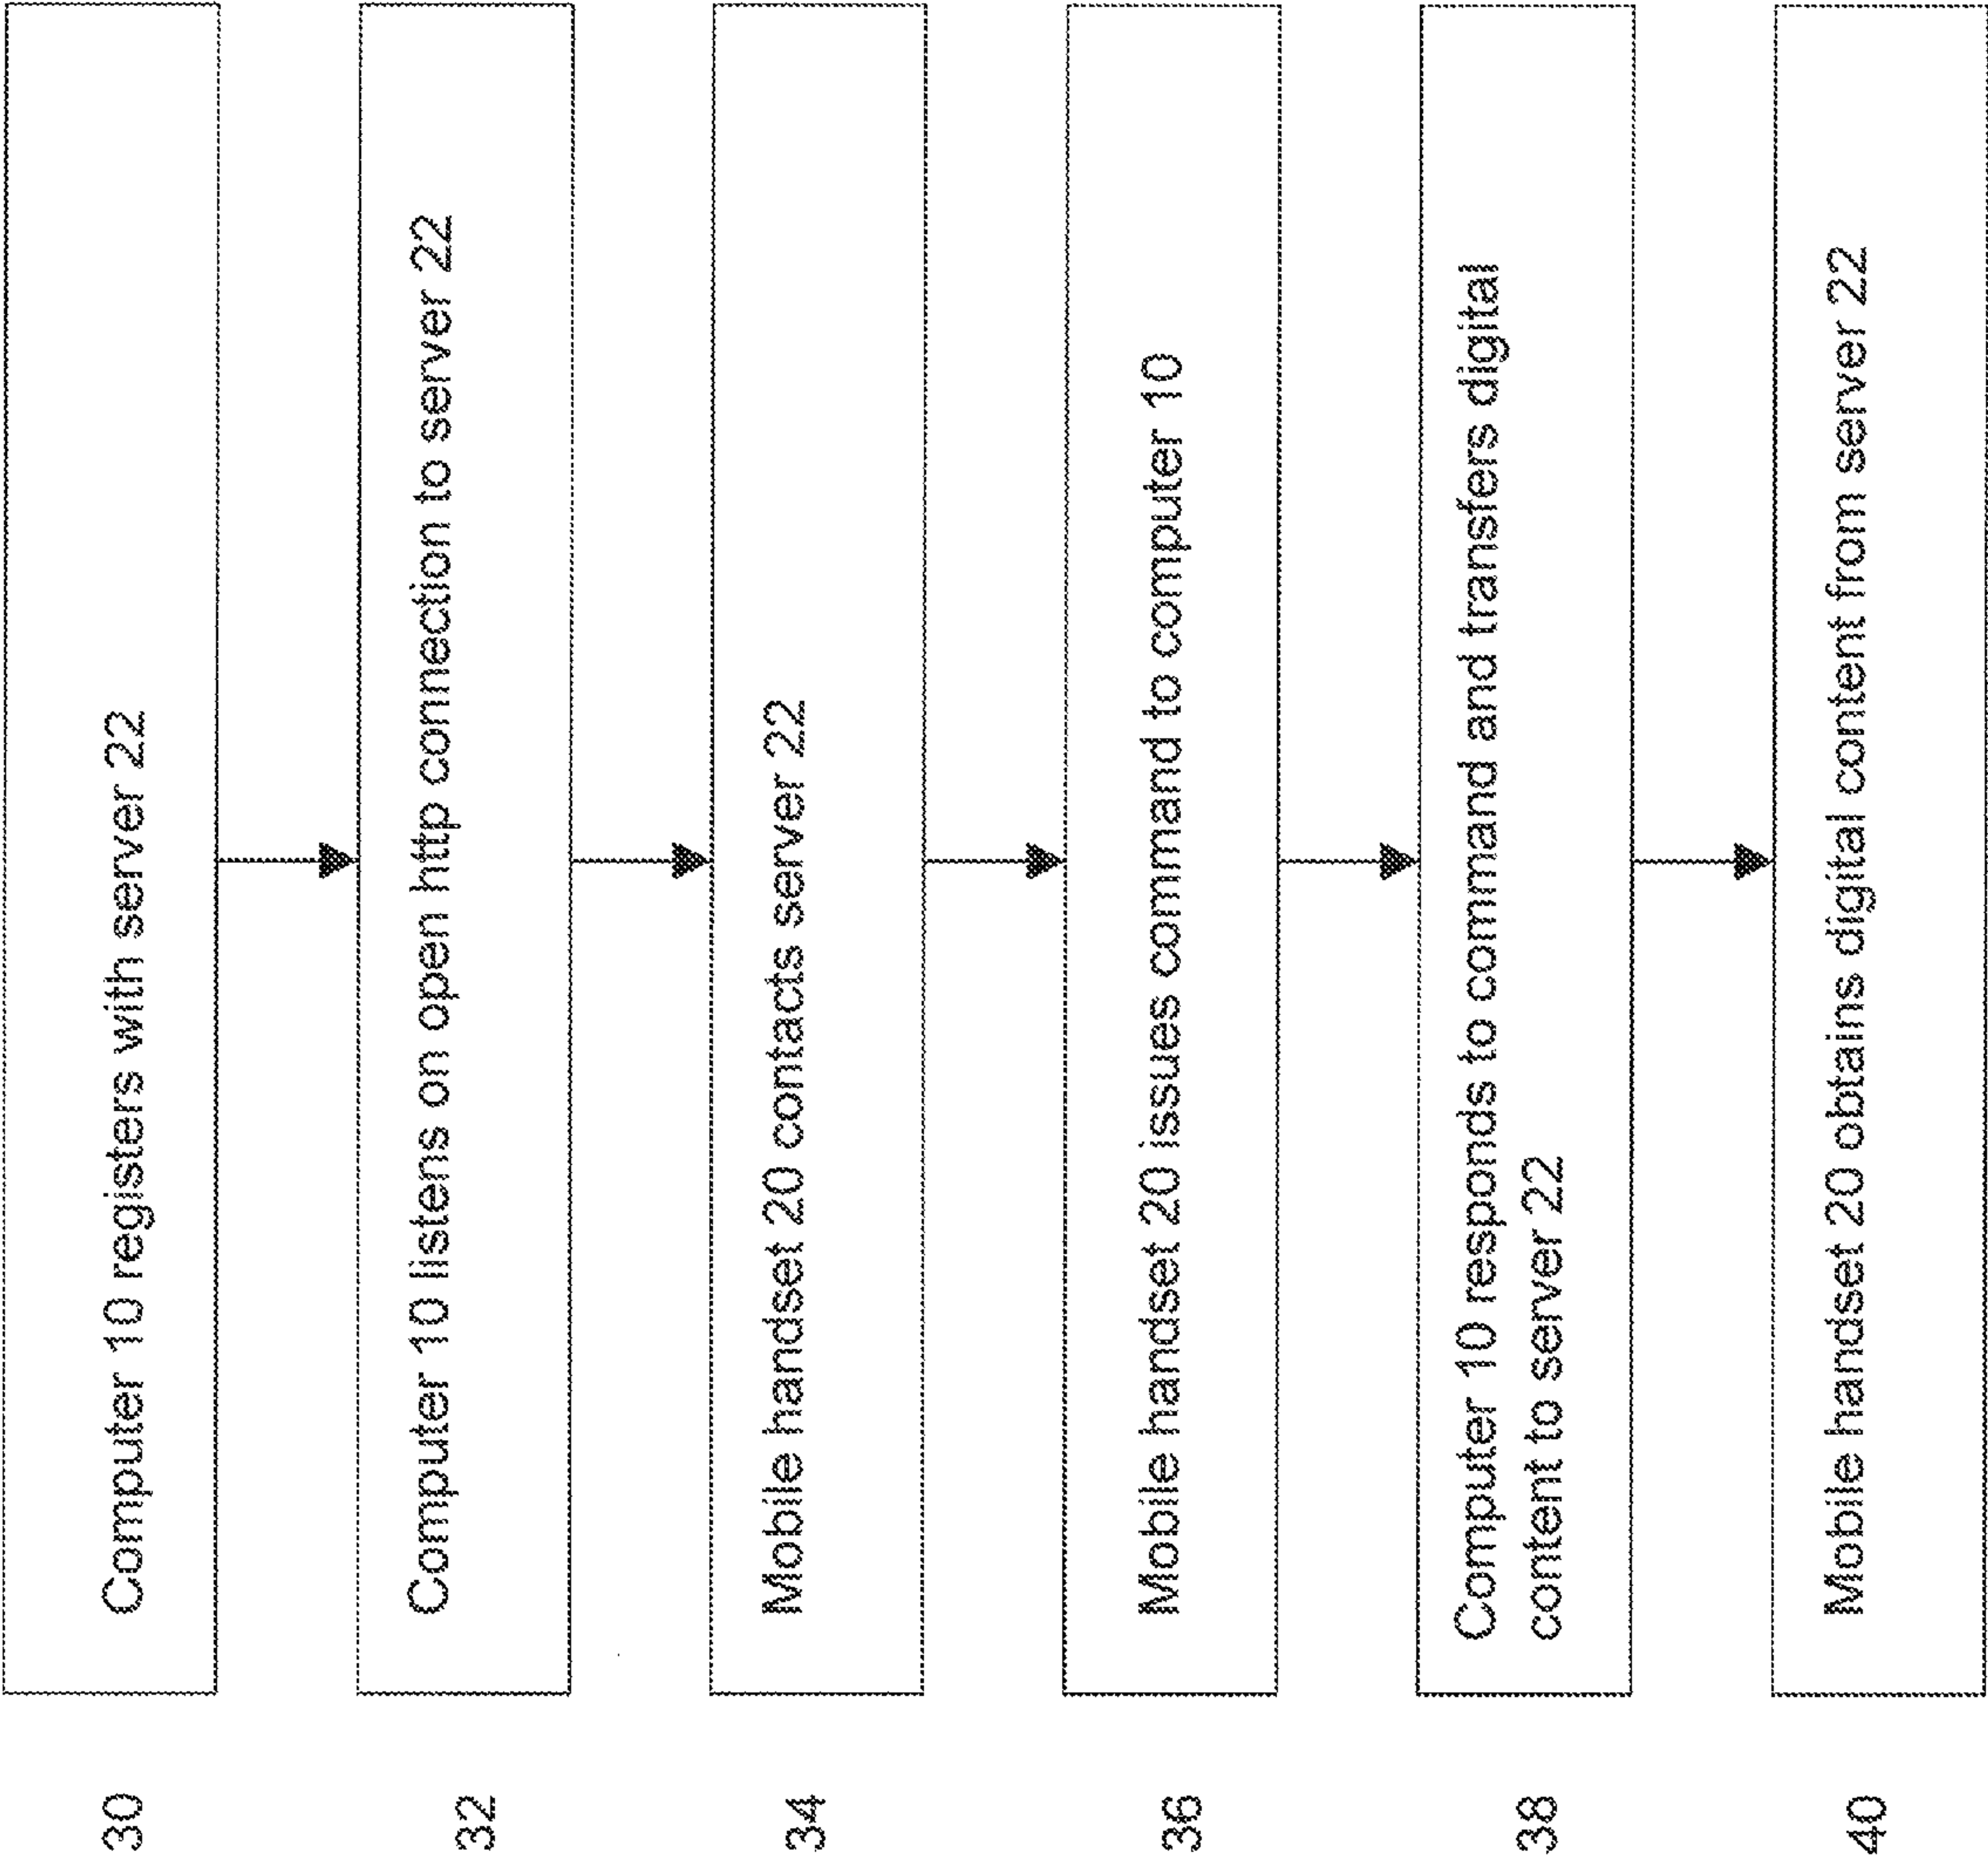 30
Computer 10 registers with server 22
32
Computer 10 listens on open http connection to server 22
34
Mobile handset 20 contacts server 22
36
Mobile handset 20 issues command to computer 10
38
Computer 10 responds to command and transfers digital
content to server 22
40
Mobile handset 20 obtains digital content from server 22